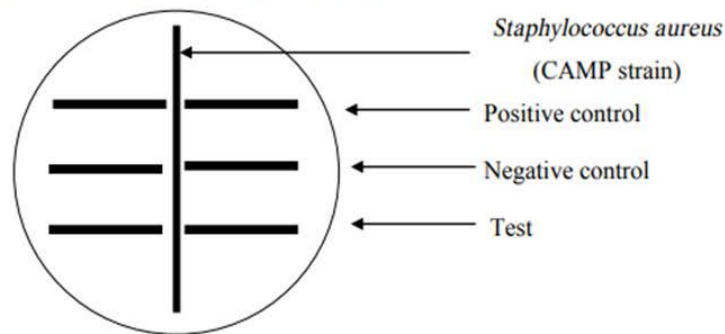 Staphylococcus aureus
(CAMP strain)
Positive control
Negative control
Test